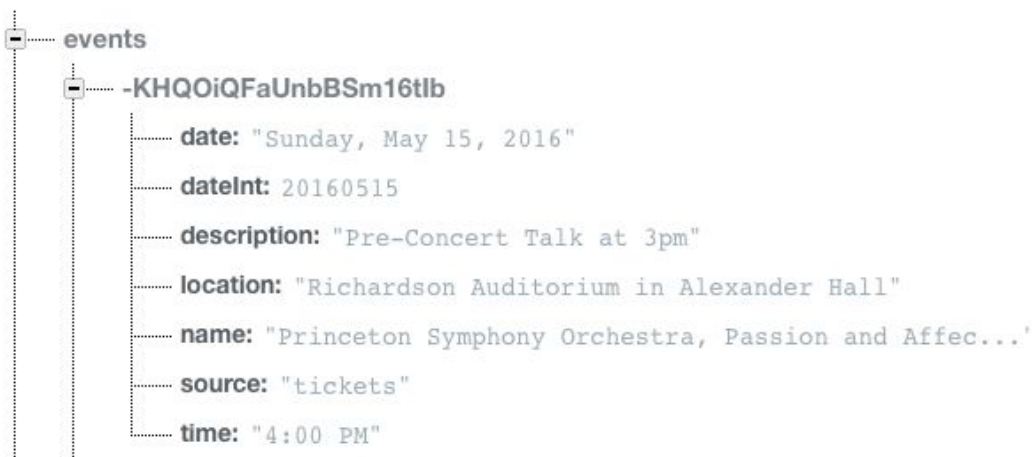 events
-KHQOiQFaUnbBSm16tIb
date: "Sunday, May 15, 2016"
dateInt: 20160515
description: "Pre-Concert Talk at 3pm"
location: "Richardson Auditorium in Alexander Hall"
name: "Princeton Symphony Orchestra, Passion and Affec...'
source: "tickets"
time: "4:00 PM"